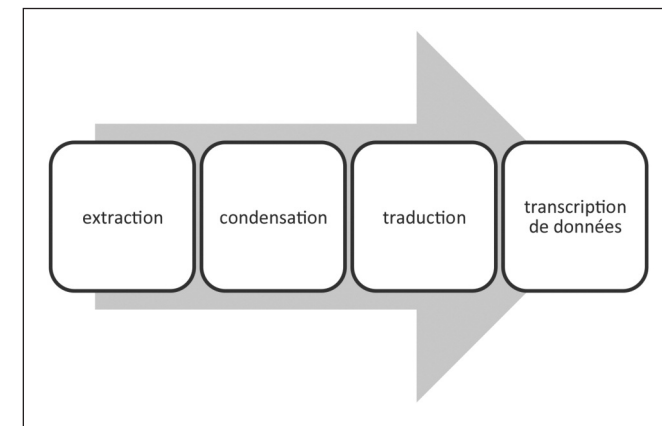 extraction
condensation
traduction
transcription
de données